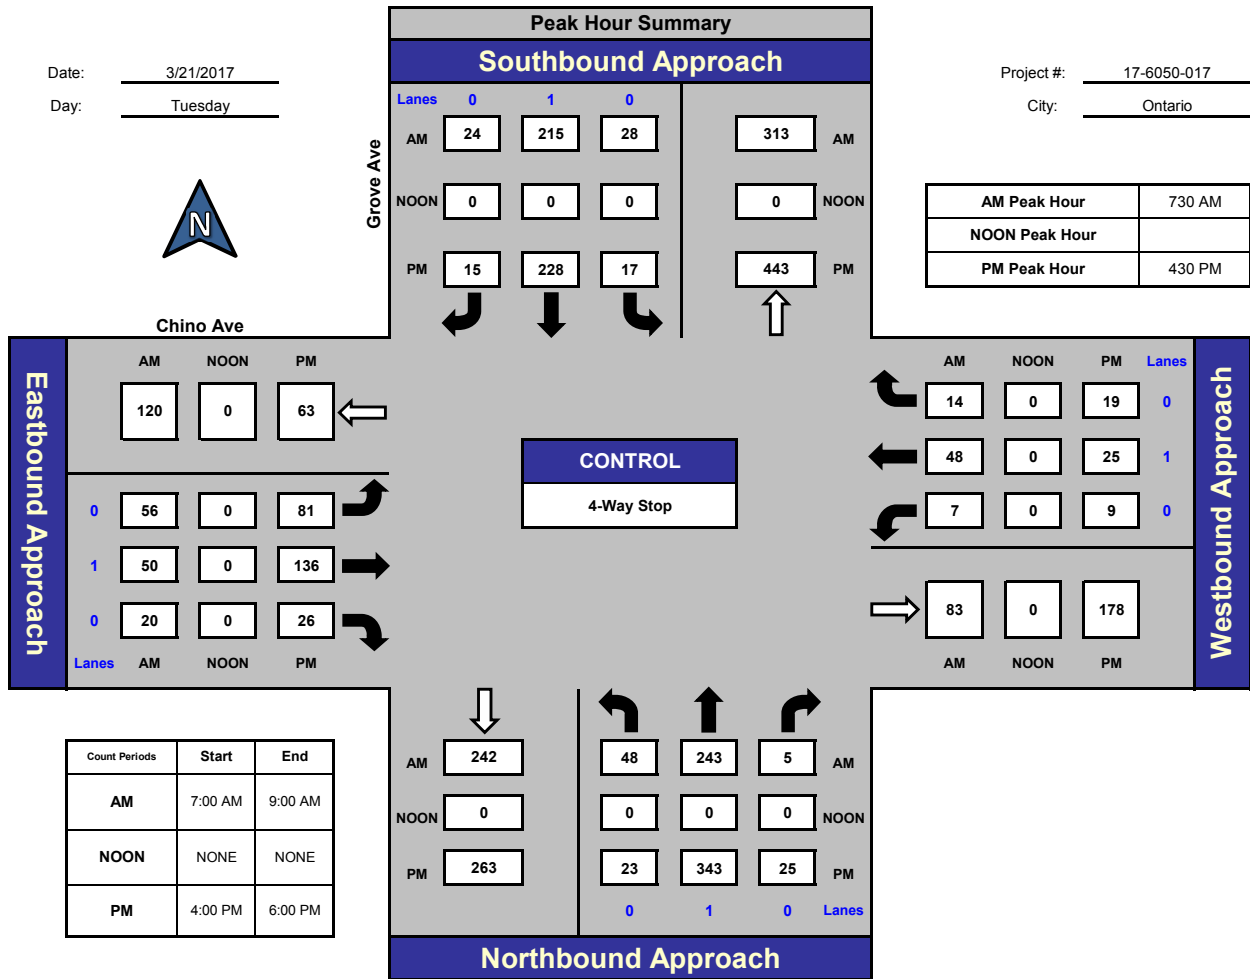 Peak Hour Summary
Southbound Approach
Date: 3/21/2017
Day: Tuesday
Project #: 17-6050-017
City: Ontario
Lanes 0 1 0
AM 24 215 28 313 AM
NOON 0 0 0 0 NOON
PM 15 228 17 443 PM
Grove Ave
N
AM Peak Hour 730 AM
NOON Peak Hour
PM Peak Hour 430 PM
Chino Ave
Eastbound Approach
AM NOON PM
120 0 63
0 56 0 81
1 50 0 136
0 20 0 26
Lanes AM NOON PM
CONTROL
4-Way Stop
AM NOON PM Lanes
14 0 19 0
48 0 25 1
7 0 9 0
83 0 178
AM NOON PM
Westbound Approach
Count Periods Start End
AM 7:00 AM 9:00 AM
NOON NONE NONE
PM 4:00 PM 6:00 PM
AM 242 48 243 5 AM
NOON 0 0 0 0 NOON
PM 263 23 343 25 PM
0 1 0 Lanes
Northbound Approach